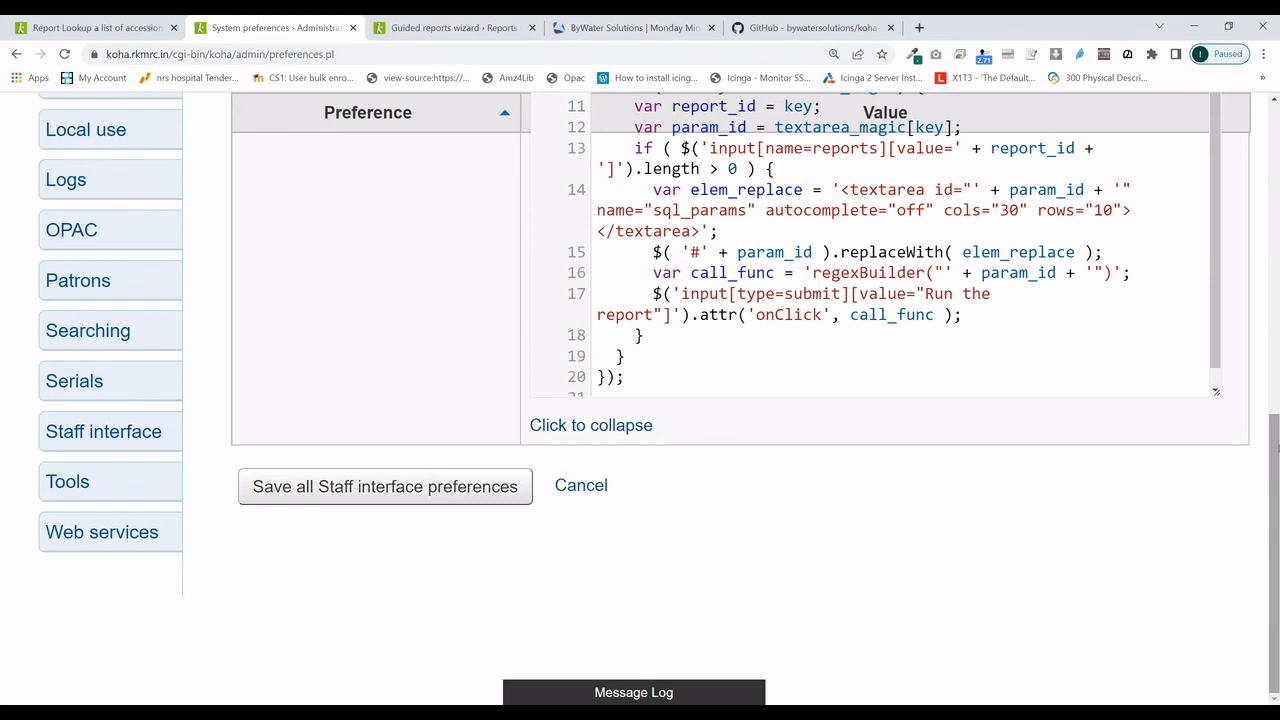 Report Lookup a list of accessio
System preferences › Administra
Guided reports wizard › Reports
ByWater Solutions | Monday Min
GitHub - bywatersolutions/koha-
koha.rkmrc.in/cgi-bin/koha/admin/preferences.pl
2.71
I
Paused
Apps
My Account
nrs hospital Tender...
CS1: User bulk enro...
view-source:https:/...
Amz4Lib
Opac
How to install icing...
Qnga - Monitor SS...
Icinga 2 Server Inst...
X1T3 - 'The Default...
300 Physical Descri...
Local use
Logs
OPAC
Patrons
Searching
Serials
Staff interface
Tools
Web services
Preference
Value
11 var report_id = key;
12 var param_id = textarea_magic[key];
13 if ( $('input[name=reports][value=' + report_id +
']').length > 0 ) {
14 var elem_replace = '<textarea id="' + param_id + '"
name="sql_params" autocomplete="off" cols="30" rows="10">
</textarea>';
15 $( '#' + param_id ).replaceWith( elem_replace );
16 var call_func = 'regexBuilder("' + param_id + '")';
17 $('input[type=submit][value="Run the
report"]').attr('onClick', call_func );
18 }
19 }
20 });
21
Click to collapse
Save all Staff interface preferences
Cancel
Message Log